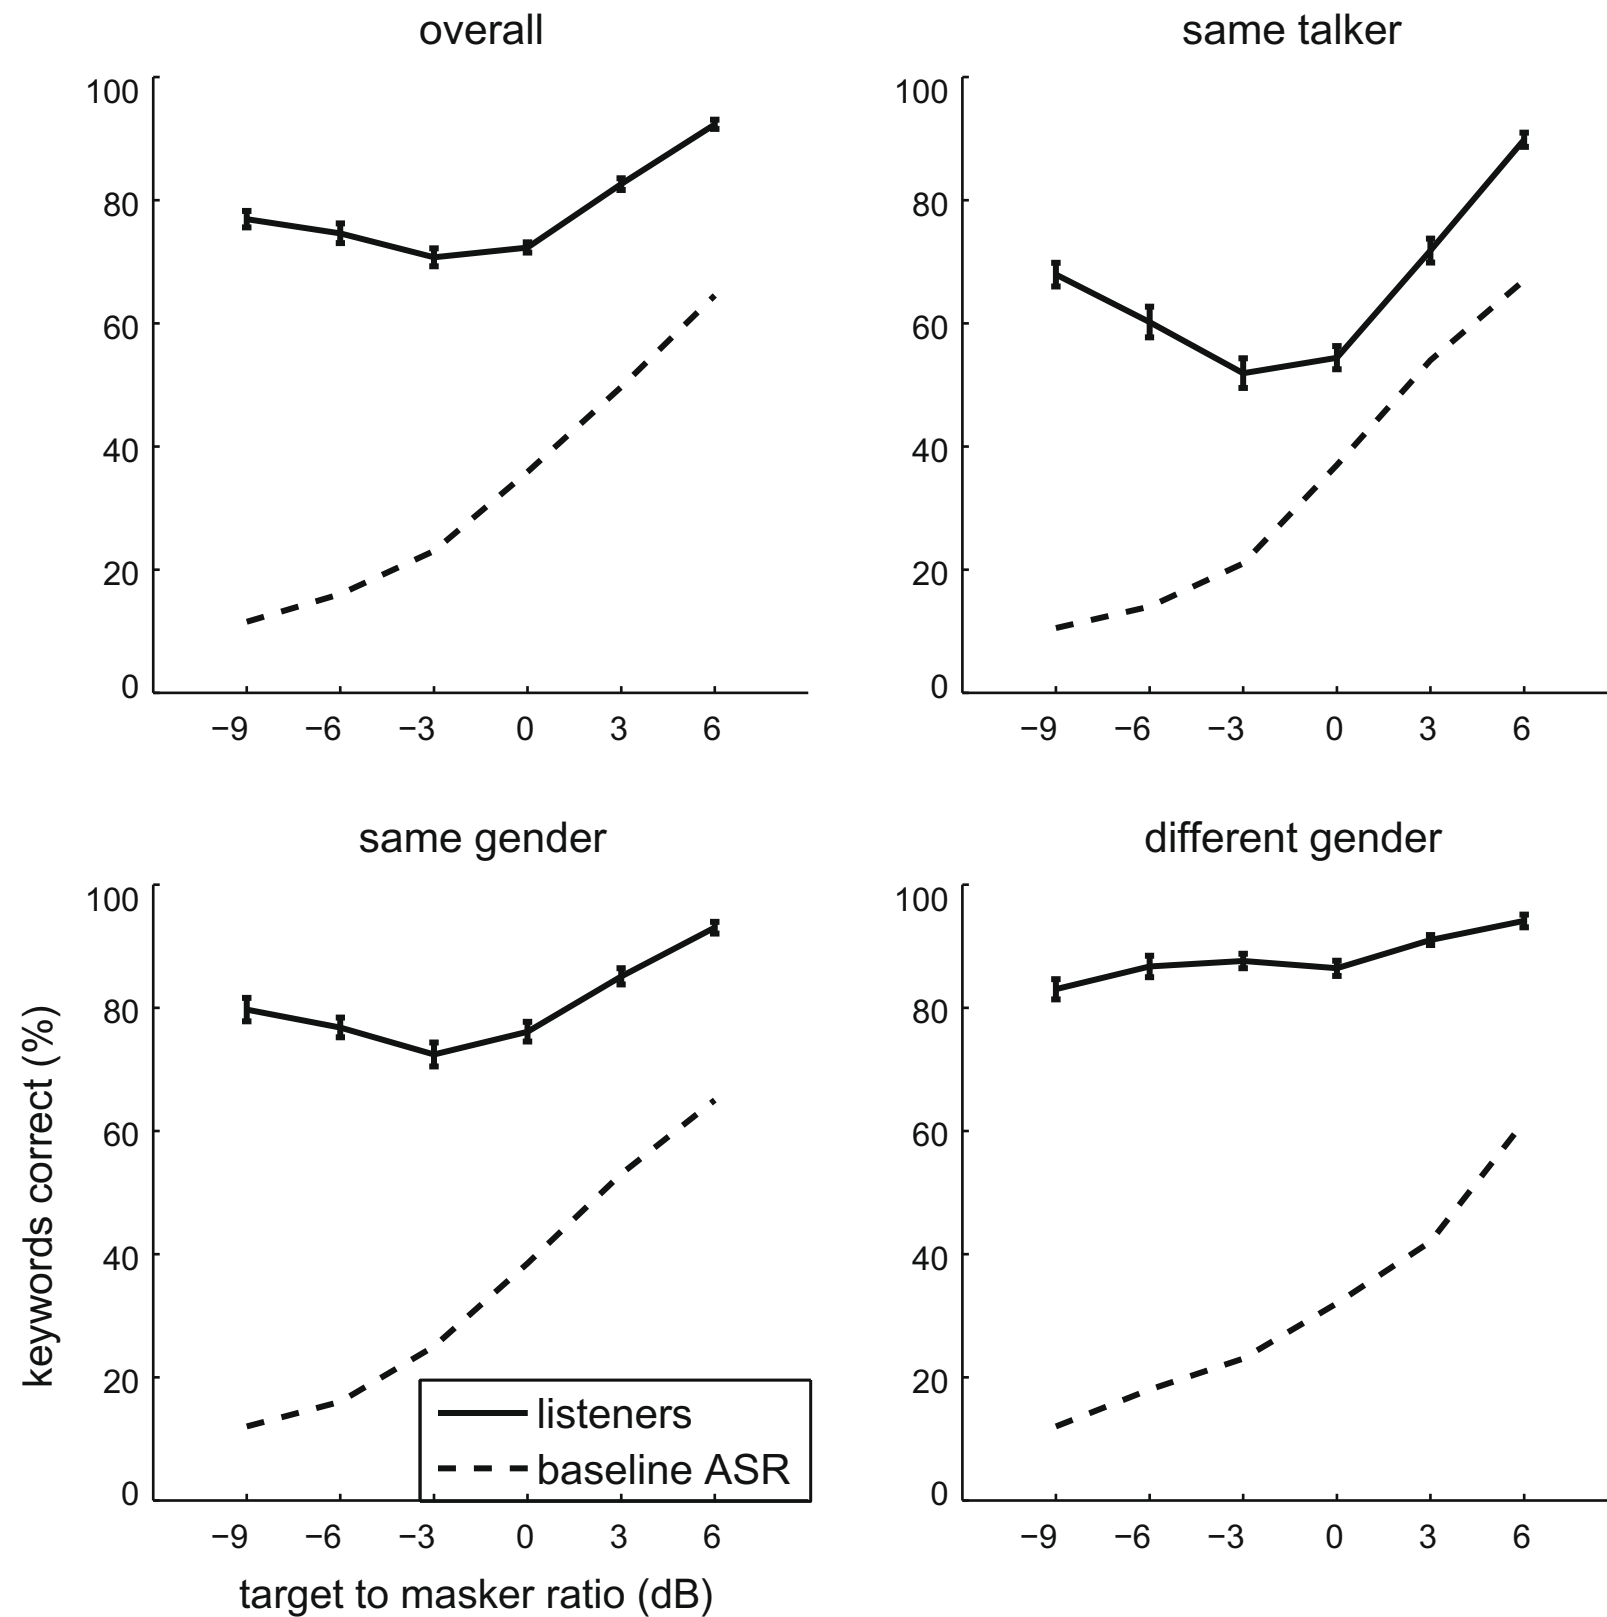 overall
100
80
60
40
20
0
−9 −6 −3 0 3 6
same talker
100
80
60
40
20
0
−9 −6 −3 0 3 6
same gender
100
80
60
40
20
0
−9 −6 −3 0 3 6
keywords correct (%)
target to masker ratio (dB)
listeners
baseline ASR
different gender
100
80
60
40
20
0
−9 −6 −3 0 3 6